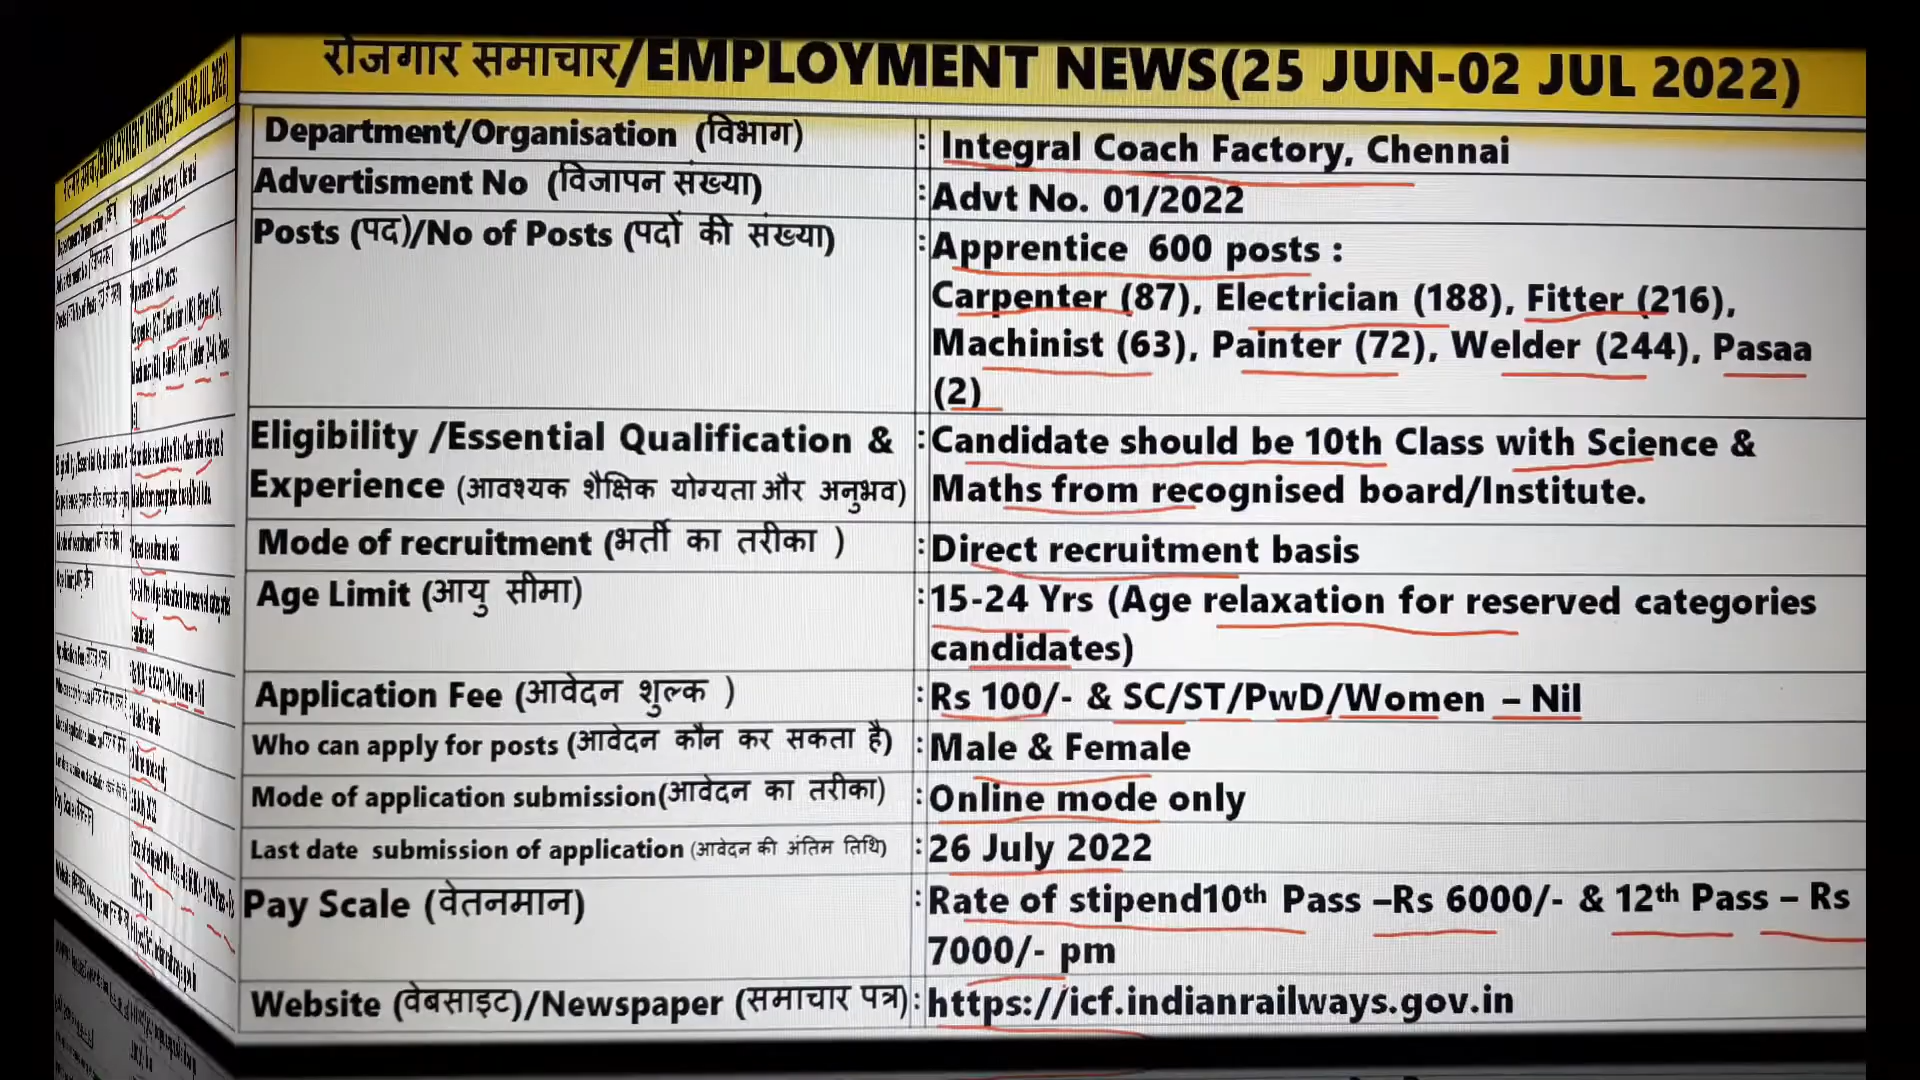 रोजगार समाचार/EMPLOYMENT NEWS(25 JUN-02 JUL 2022)
Department/Organisation (विभाग) : Integral Coach Factory, Chennai
Advertisment No (विजापन संख्या) : Advt No. 01/2022
Posts (पद)/No of Posts (पदों की संख्या) : Apprentice 600 posts :
Carpenter (87), Electrician (188), Fitter (216),
Machinist (63), Painter (72), Welder (244), Pasaa
(2)
Eligibility /Essential Qualification & : Candidate should be 10th Class with Science &
Experience (आवश्यक शैक्षिक योग्यता और अनुभव) Maths from recognised board/Institute.
Mode of recruitment (भर्ती का तरीका ) : Direct recruitment basis
Age Limit (आयु सीमा) : 15-24 Yrs (Age relaxation for reserved categories
candidates)
Application Fee (आवेदन शुल्क ) : Rs 100/- & SC/ST/PwD/Women – Nil
Who can apply for posts (आवेदन कौन कर सकता है) : Male & Female
Mode of application submission(आवेदन का तरीका) : Online mode only
Last date submission of application (आवेदन की अंतिम तिथि) : 26 July 2022
Pay Scale (वेतनमान) : Rate of stipend10th Pass –Rs 6000/- & 12th Pass – Rs
7000/- pm
Website (वेबसाइट)/Newspaper (समाचार पत्र) : https://icf.indianrailways.gov.in